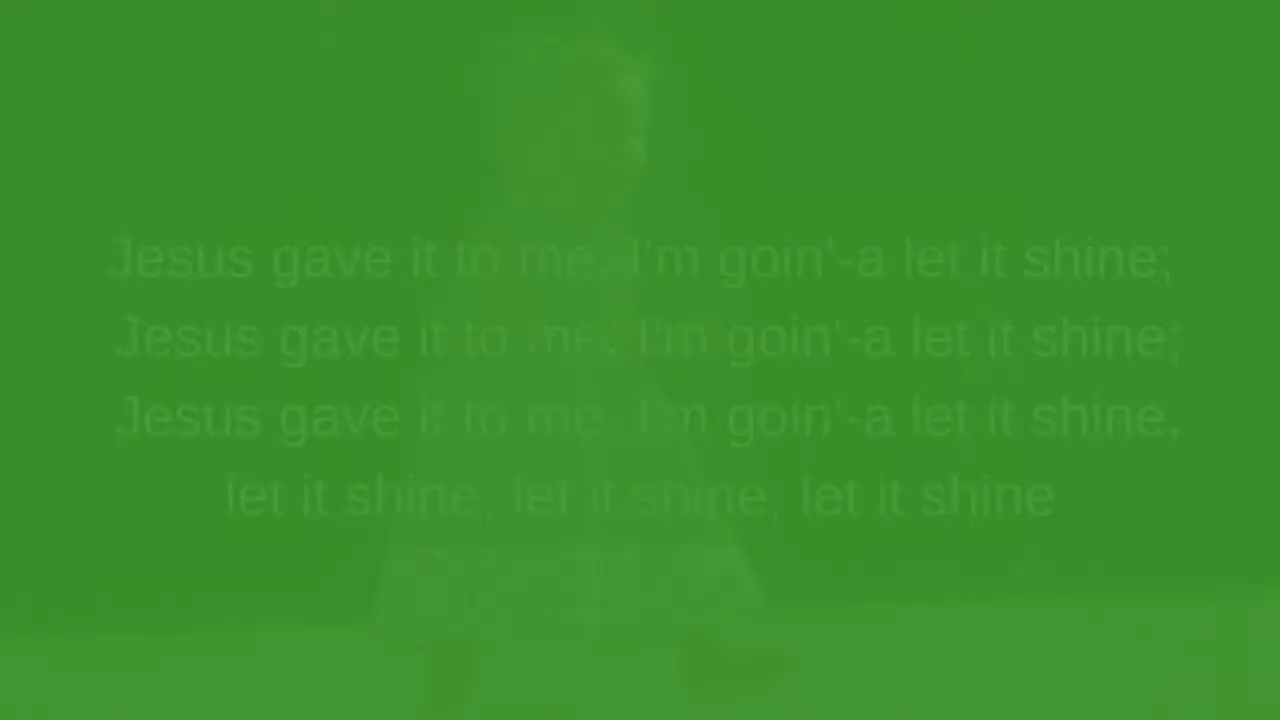 Jesus gave it to me, I'm goin'-a let it shine;
Jesus gave it to me, I'm goin'-a let it shine;
Jesus gave it to me, I'm goin'-a let it shine,
let it shine, let it shine, let it shine